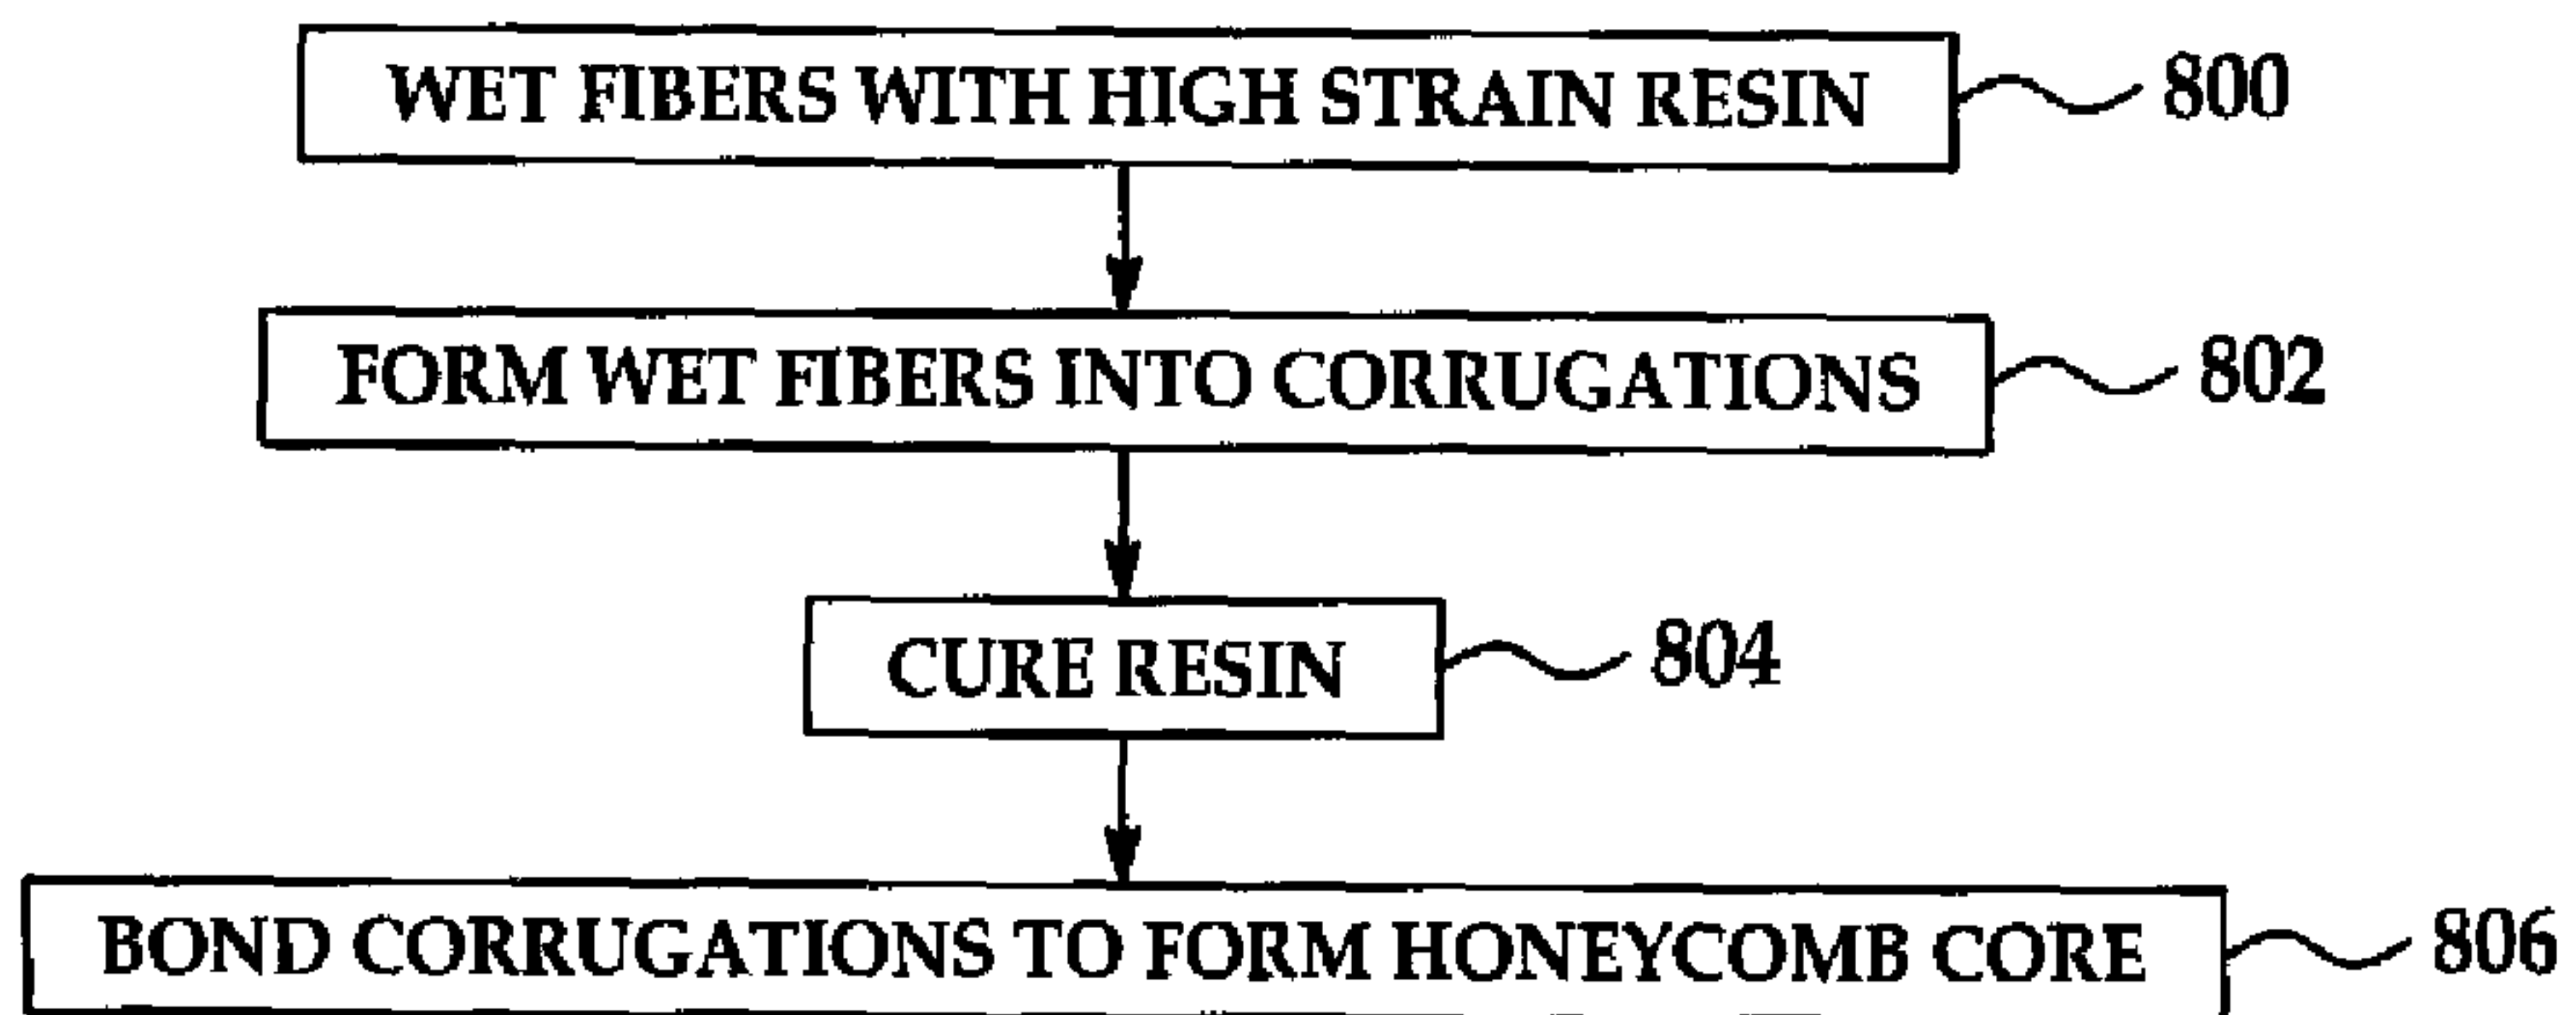 WET FIBERS WITH HIGH STRAIN RESIN 800
FORM WET FIBERS INTO CORRUGATIONS 802
CURE RESIN 804
BOND CORRUGATIONS TO FORM HONEYCOMB CORE 806